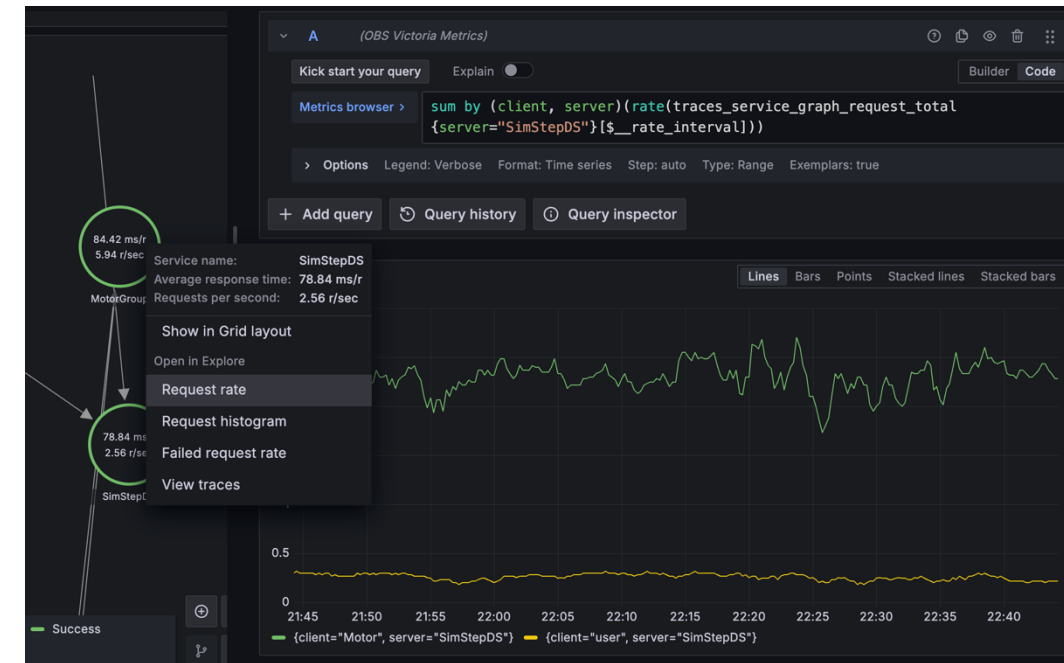 A (OBS Victoria Metrics)
Kick start your query Explain Builder Code
Metrics browser > sum by (client, server)(rate(traces_service_graph_request_total
{server="SimStepDS"}[$__rate_interval]))
> Options Legend: Verbose Format: Time series Step: auto Type: Range Exemplars: true
+ Add query Query history Query inspector
84.42 ms/r
5.94 r/sec
MotorGroup
Service name: SimStepDS
Average response time: 78.84 ms/r
Requests per second: 2.56 r/sec
Show in Grid layout
Open in Explore
Request rate
Request histogram
Failed request rate
View traces
78.84 ms
2.56 r/se
SimStepD
Success
Lines Bars Points Stacked lines Stacked bars
0.5
0
21:45 21:50 21:55 22:00 22:05 22:10 22:15 22:20 22:25 22:30 22:35 22:40
{client="Motor", server="SimStepDS"} {client="user", server="SimStepDS"}